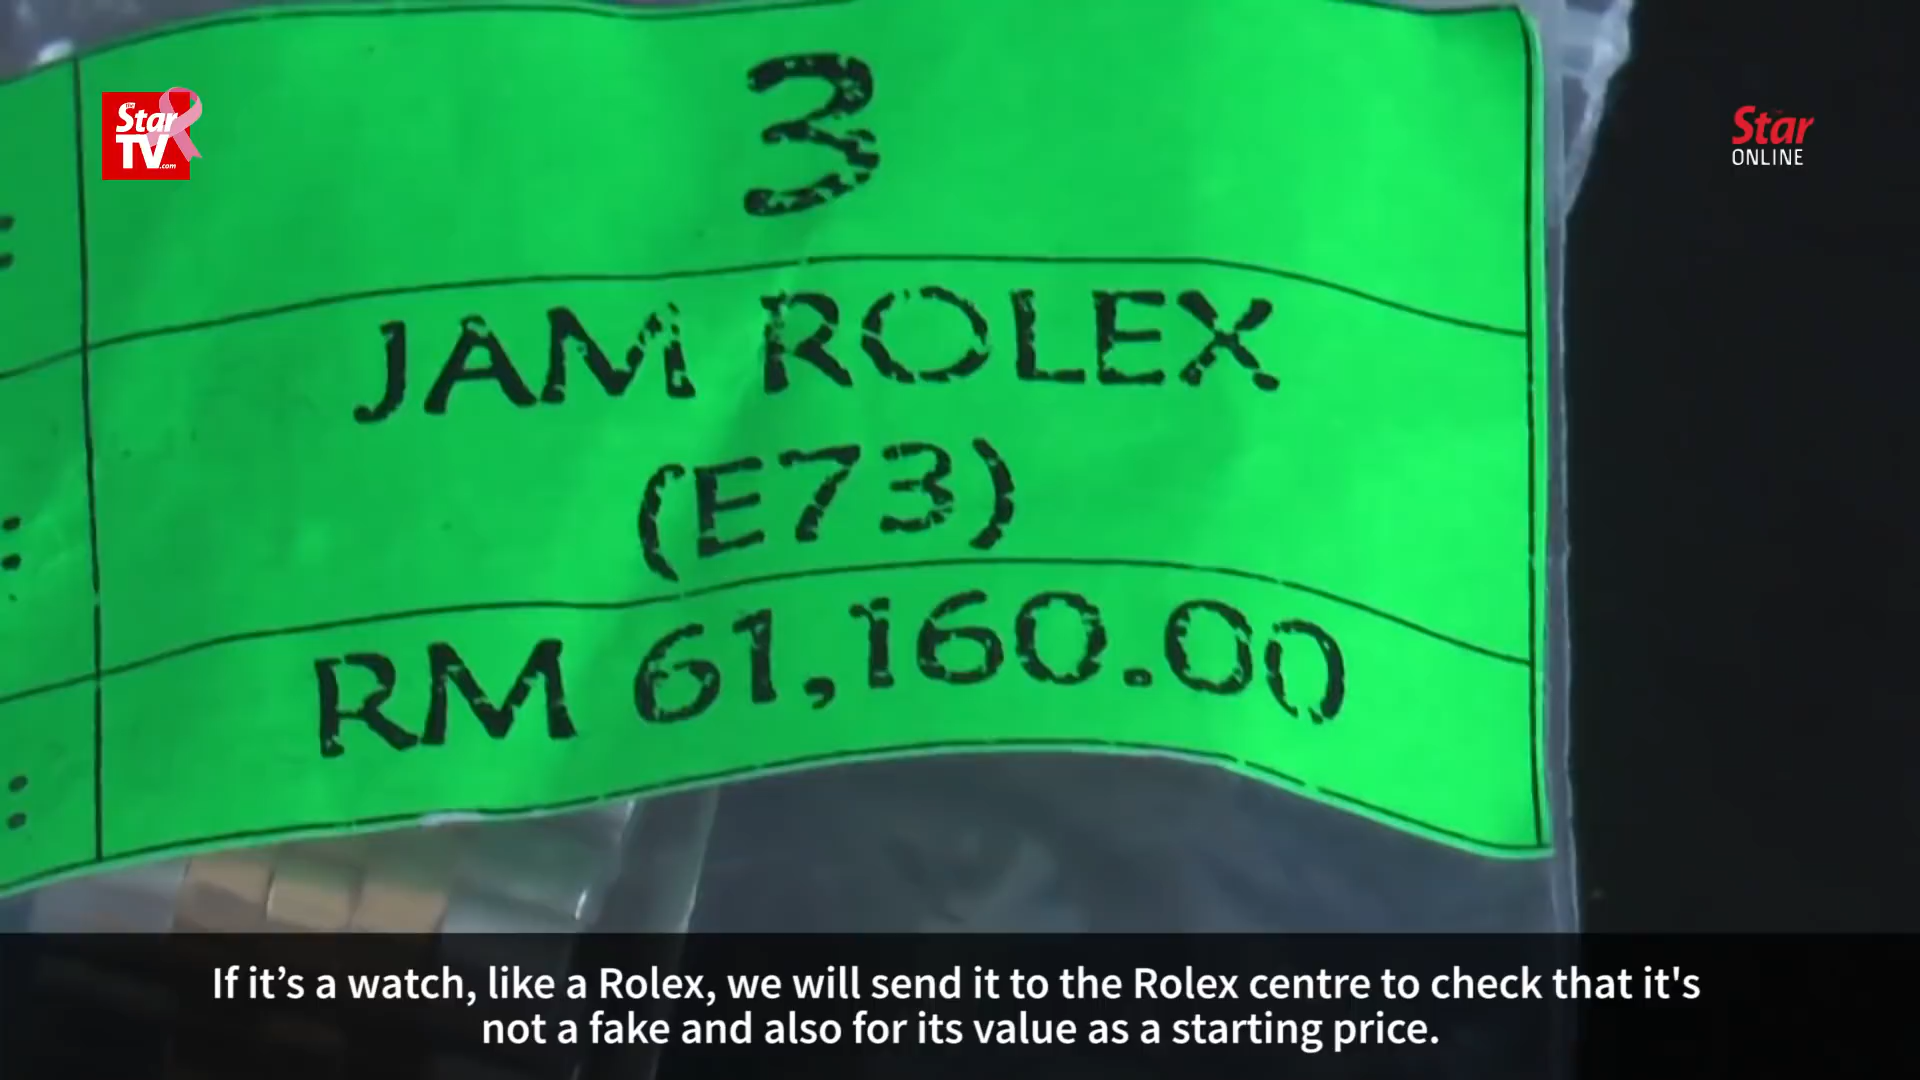 The Star
TV.com
Star
ONLINE
3
JAM ROLEX
(E73)
RM 61,160.00
If it’s a watch, like a Rolex, we will send it to the Rolex centre to check that it's
not a fake and also for its value as a starting price.